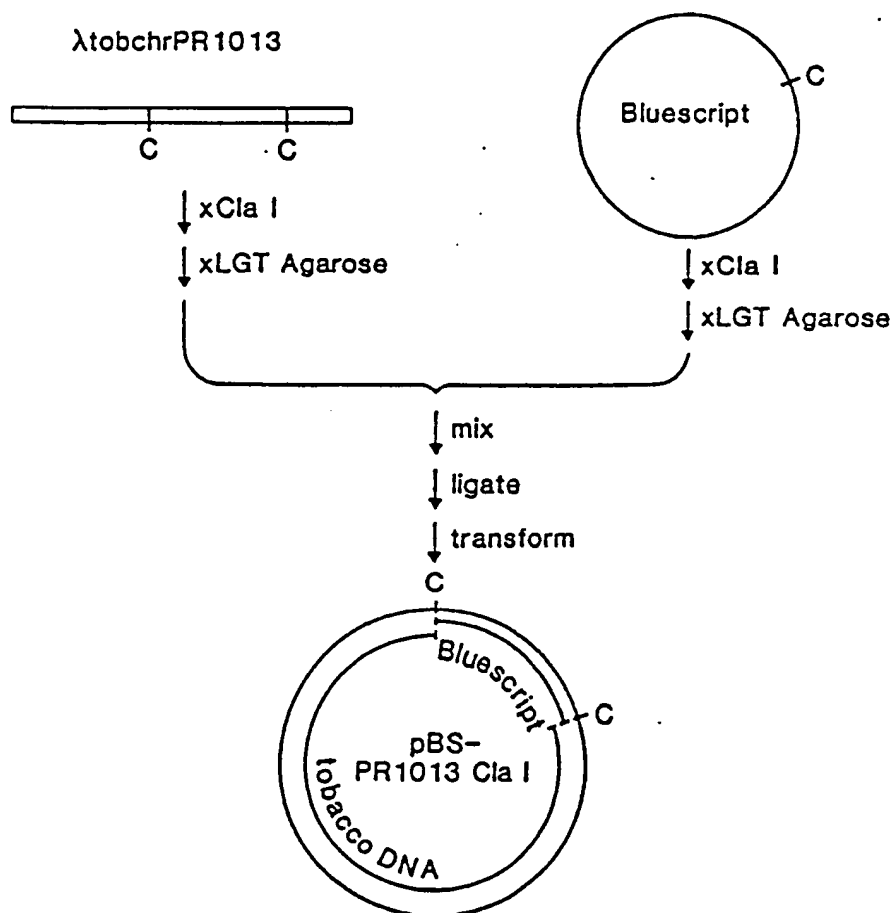 λtobchrPR1013
C
C
xCla I
xLGT Agarose
Bluescript
C
xCla I
xLGT Agarose
mix
ligate
transform
C
Bluescript
C
pBS-
PR1013 Cla I
tobacco DNA